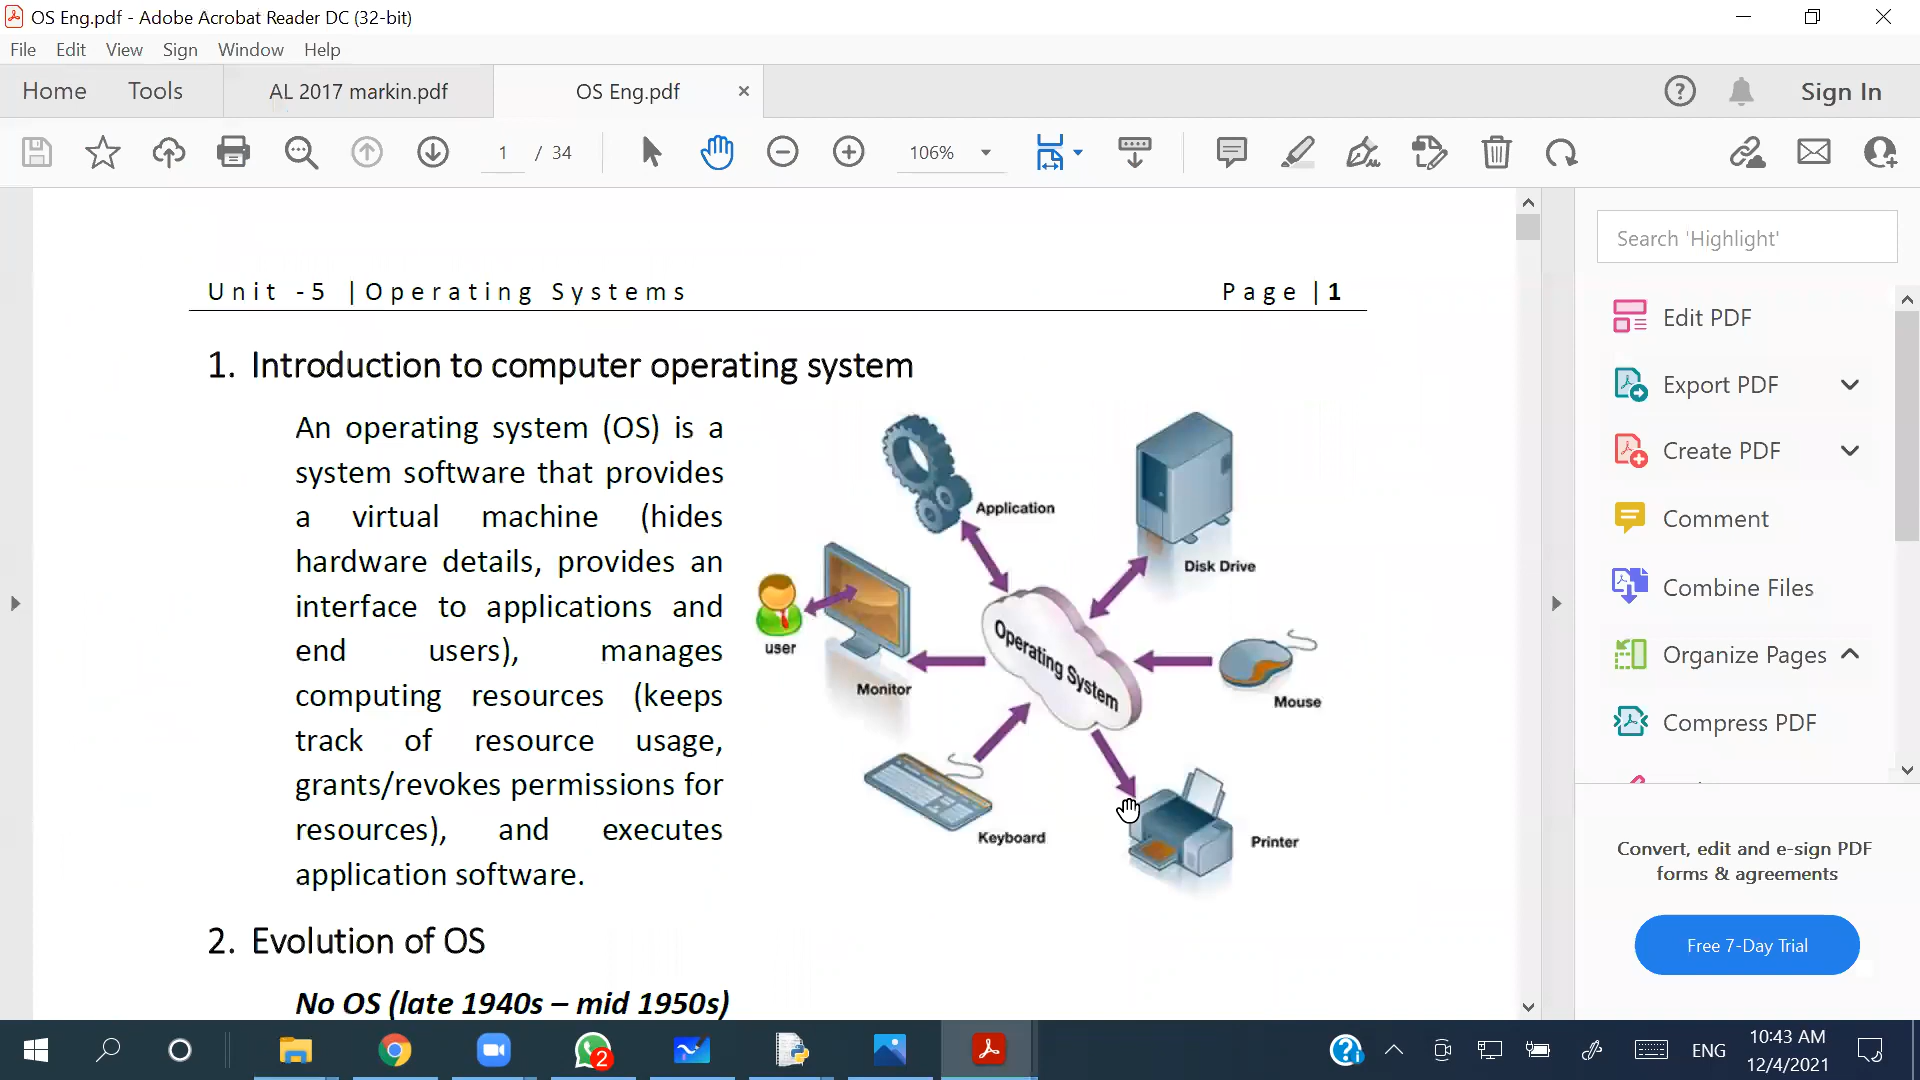 OS Eng.pdf - Adobe Acrobat Reader DC (32-bit)
File Edit View Sign Window Help
Home Tools AL 2017 markin.pdf OS Eng.pdf × Sign In
1 / 34 106%
Search 'Highlight'
Unit -5 |Operating Systems Page |1
1. Introduction to computer operating system
An operating system (OS) is a
system software that provides
a virtual machine (hides
hardware details, provides an
interface to applications and
end users), manages
computing resources (keeps
track of resource usage,
grants/revokes permissions for
resources), and executes
application software.
Application
Disk Drive
user
Operating System
Monitor
Mouse
Keyboard
Printer
2. Evolution of OS
No OS (late 1940s – mid 1950s)
Edit PDF
Export PDF
Create PDF
Comment
Combine Files
Organize Pages
Compress PDF
Convert, edit and e-sign PDF
forms & agreements
Free 7-Day Trial
2
ENG
10:43 AM
12/4/2021